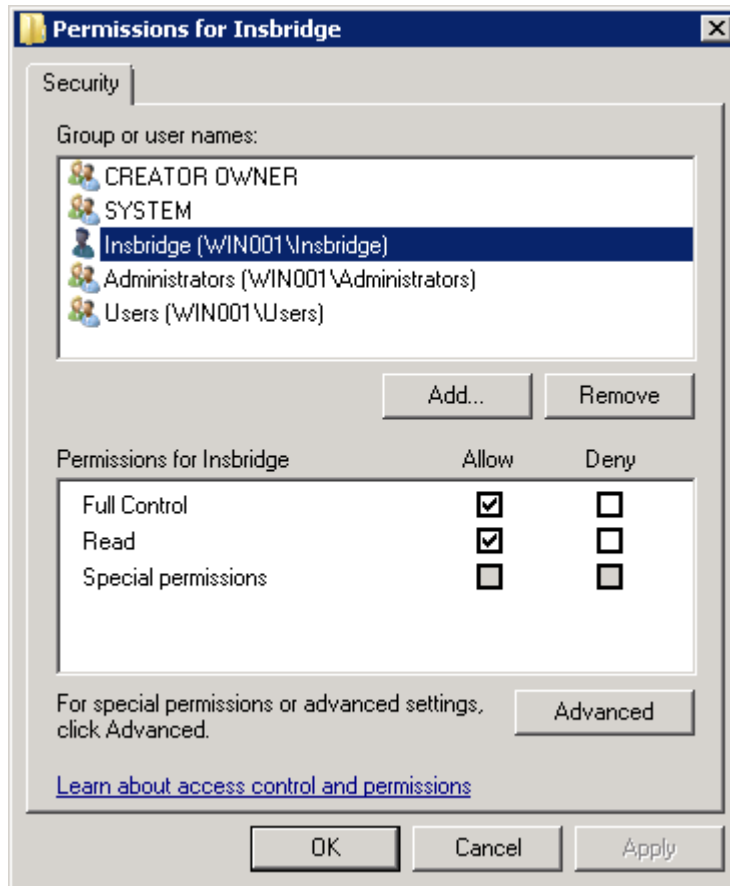 Permissions for Insbridge
Security
Group or user names:
CREATOR OWNER
SYSTEM
Insbridge (WIN001\Insbridge)
Administrators (WIN001\Administrators)
Users (WIN001\Users)
Add... Remove
Permissions for Insbridge Allow Deny
Full Control
Read
Special permissions
For special permissions or advanced settings,
click Advanced.
Advanced
Learn about access control and permissions
OK Cancel Apply